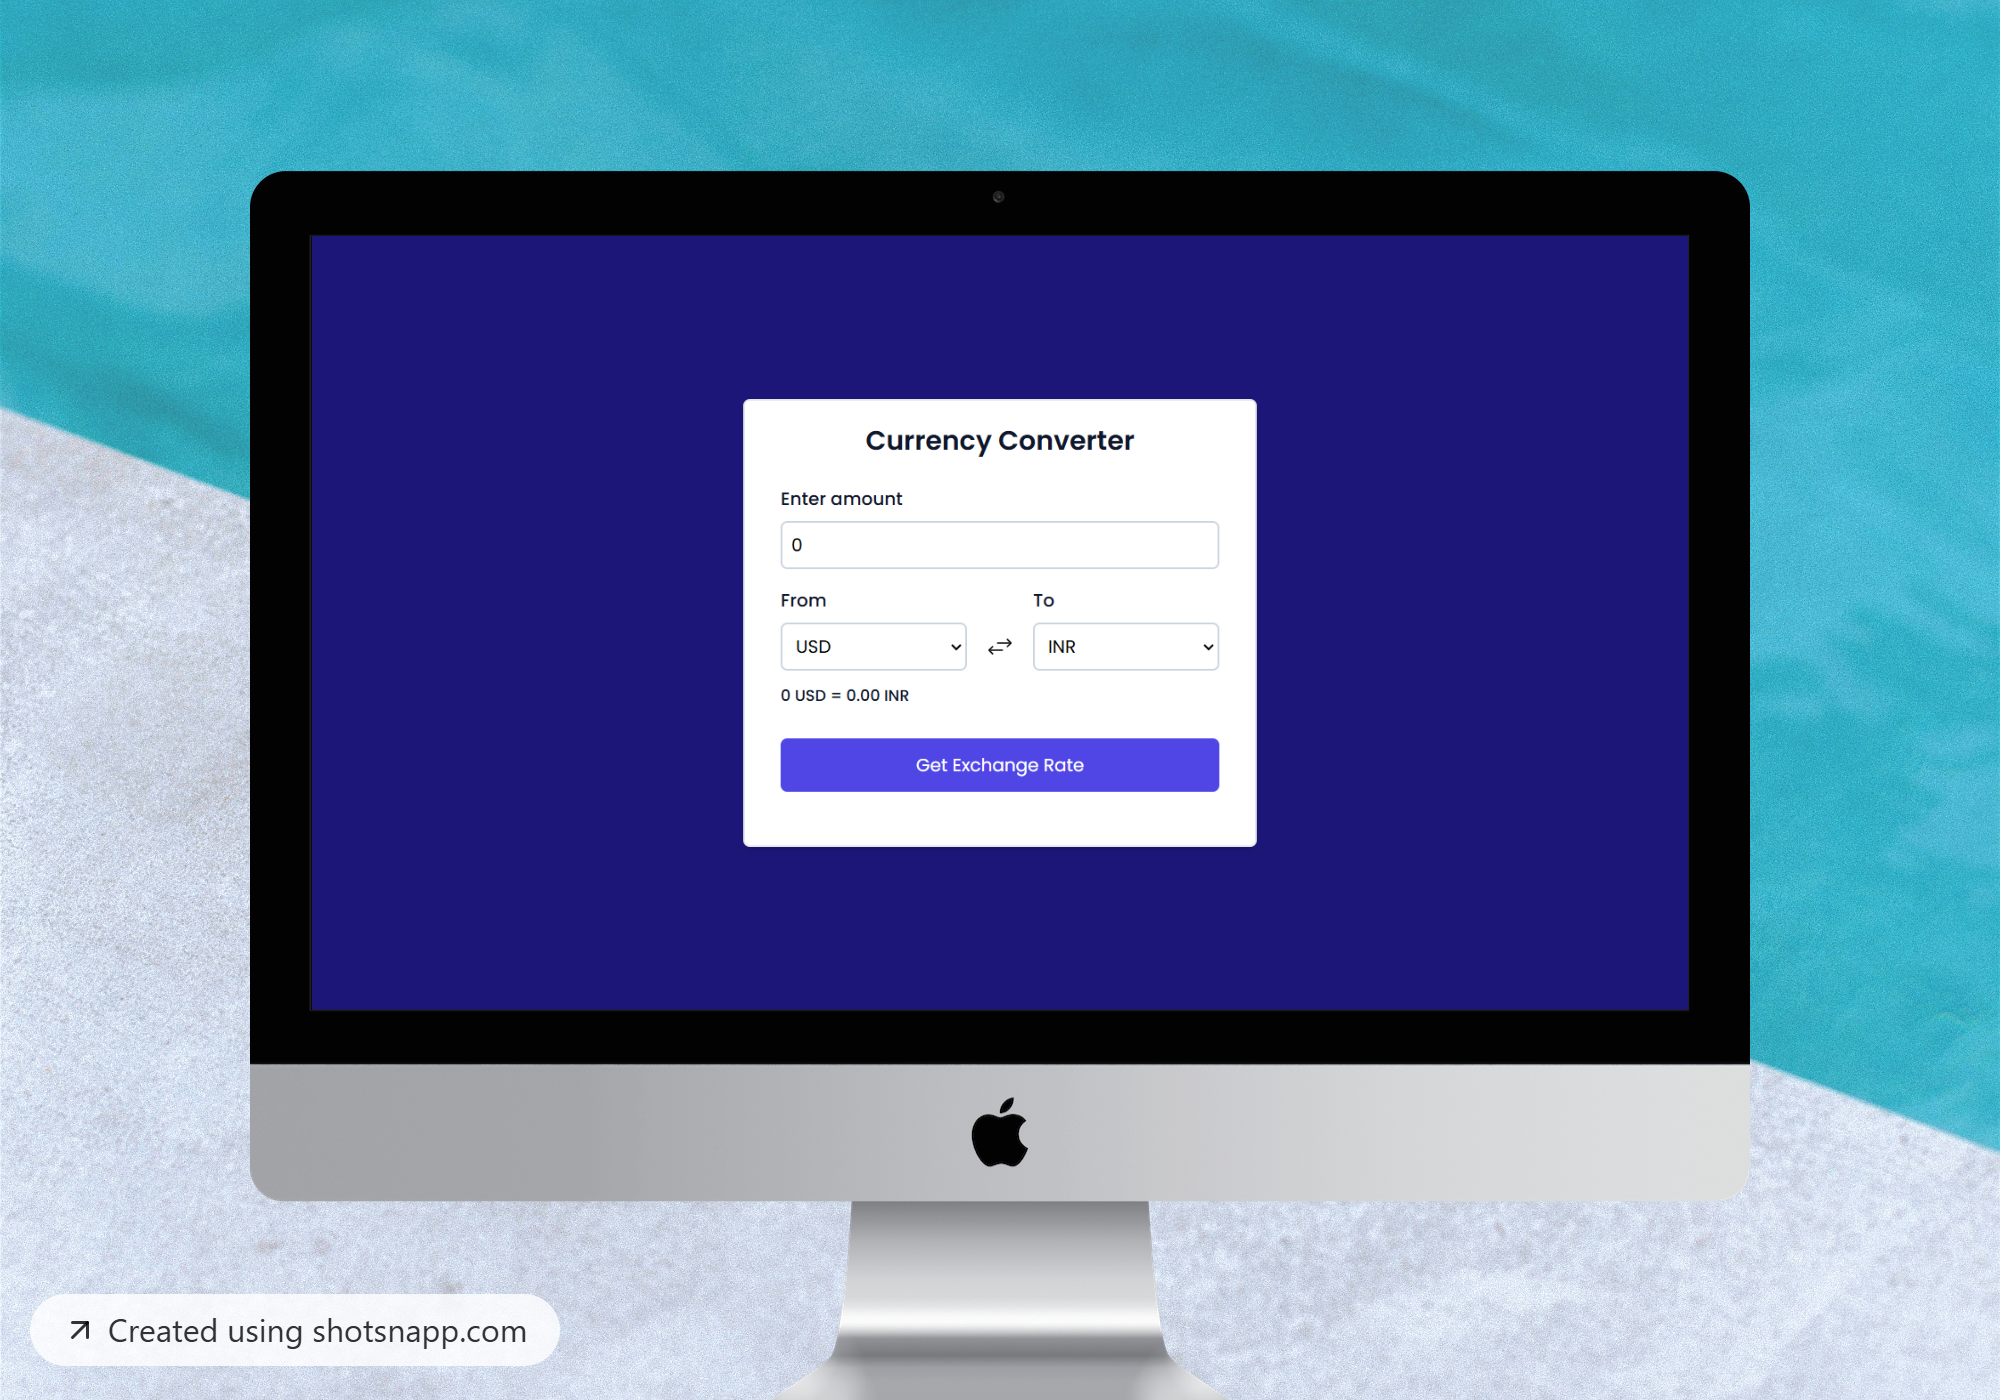 Currency Converter
Enter amount
0
From
To
USD
INR
0 USD = 0.00 INR
Get Exchange Rate
Created using shotsnapp.com